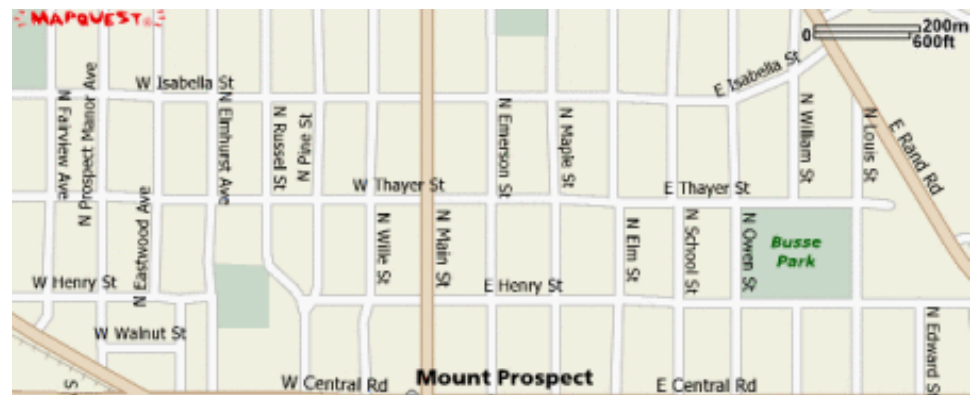 MAPQUEST
0
200m
600ft
W Isabella St
E Isabella St
N Fairview Ave
N Prospect Manor Ave
N Eastwood Ave
N Elmhurst Ave
N Russel St
N Pine St
N Emerson St
N Maple St
N William St
N Louis St
E Rand Rd
W Thayer St
E Thayer St
N Wille St
N Main St
N Elm St
N School St
N Owen St
Busse
Park
W Henry St
E Henry St
W Walnut St
N Edward St
S
W Central Rd
Mount Prospect
E Central Rd